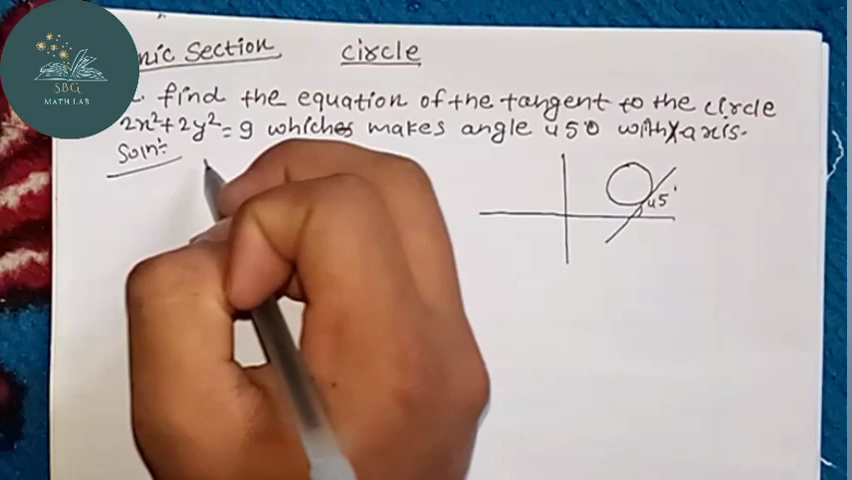 SBG
MATH LAB
nic Section circle
find the equation of the tangent to the circle
2x²+2y²=9 whiches makes angle 450 with X axis.
Soln:
45°